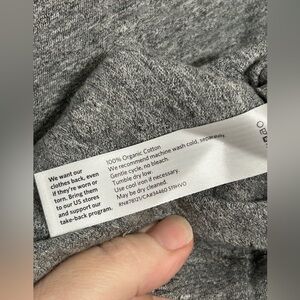 We want our
clothes back, even
if they're worn or
torn. Bring them
to our US stores
and support our
take-back program.
100% Organic Cotton
We recommend machine wash cold, separately.
Gentle cycle, no bleach.
Tumble dry low.
Use cool iron if necessary.
May be dry cleaned.